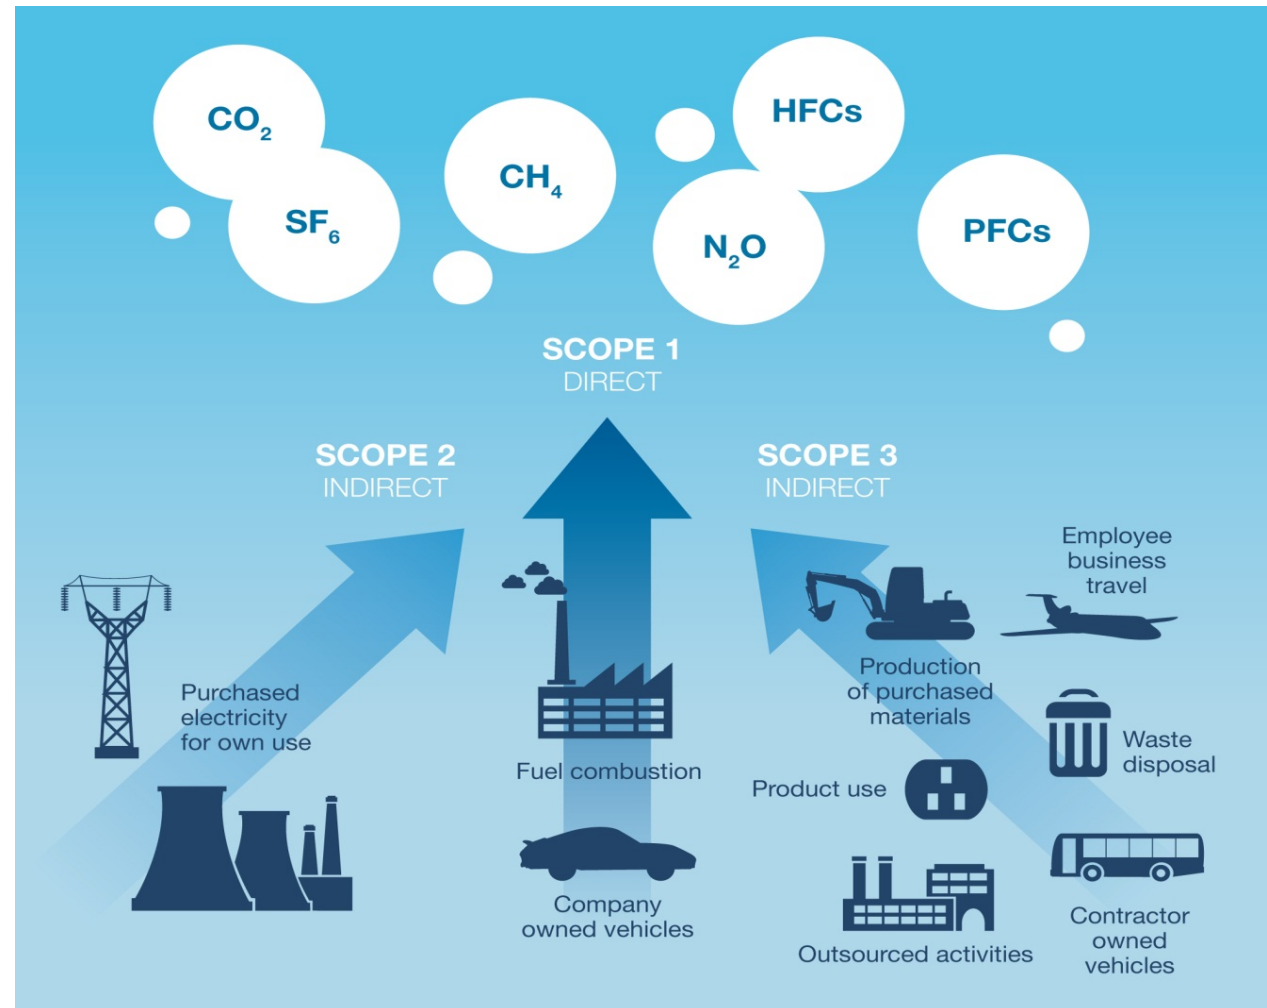 CO₂
SF₆
CH₄
HFCs
N₂O
PFCs
SCOPE 1
DIRECT
SCOPE 2
INDIRECT
SCOPE 3
INDIRECT
Purchased
electricity
for own use
Fuel combustion
Company
owned vehicles
Employee
business
travel
Production
of purchased
materials
Waste
disposal
Product use
Outsourced activities
Contractor
owned
vehicles